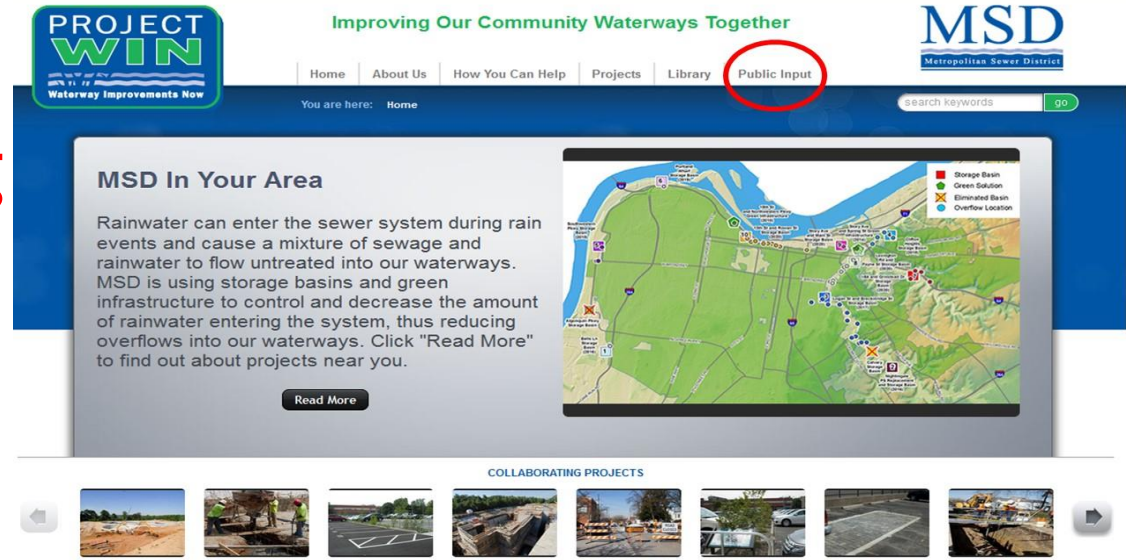 PROJECT
WIN
Waterway Improvements Now
Improving Our Community Waterways Together
MSD
Metropolitan Sewer District
Home
About Us
How You Can Help
Projects
Library
Public Input
You are here: Home
search keywords
go
MSD In Your Area
Rainwater can enter the sewer system during rain
events and cause a mixture of sewage and
rainwater to flow untreated into our waterways.
MSD is using storage basins and green
infrastructure to control and decrease the amount
of rainwater entering the system, thus reducing
overflows into our waterways. Click "Read More"
to find out about projects near you.
Read More
Storage Basin
Green Solution
Eliminated Basin
Overflow Location
COLLABORATING PROJECTS